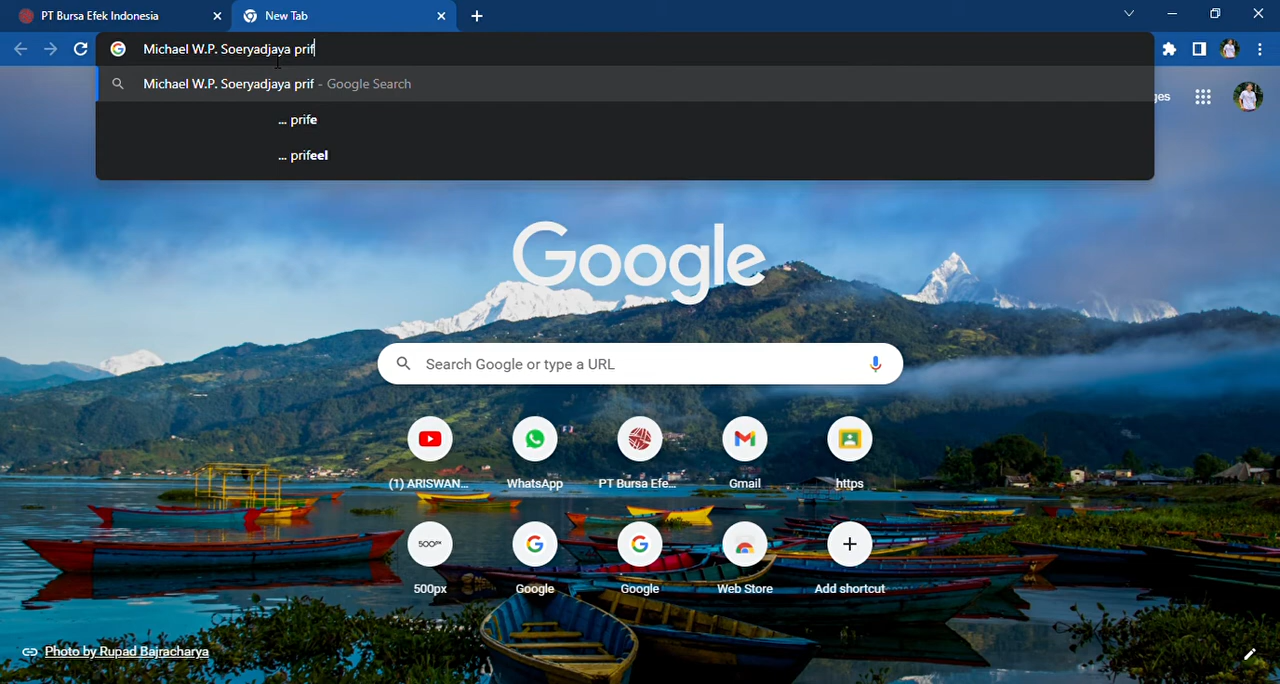 PT Bursa Efek Indonesia
New Tab
Michael W.P. Soeryadjaya prif
Michael W.P. Soeryadjaya prif - Google Search
... prife
... prifeel
ges
Google
Search Google or type a URL
(1) ARISWAN...
WhatsApp
PT Bursa Efe...
Gmail
https
500px
500px
Google
Google
Web Store
Add shortcut
Photo by Rupad Bajracharya